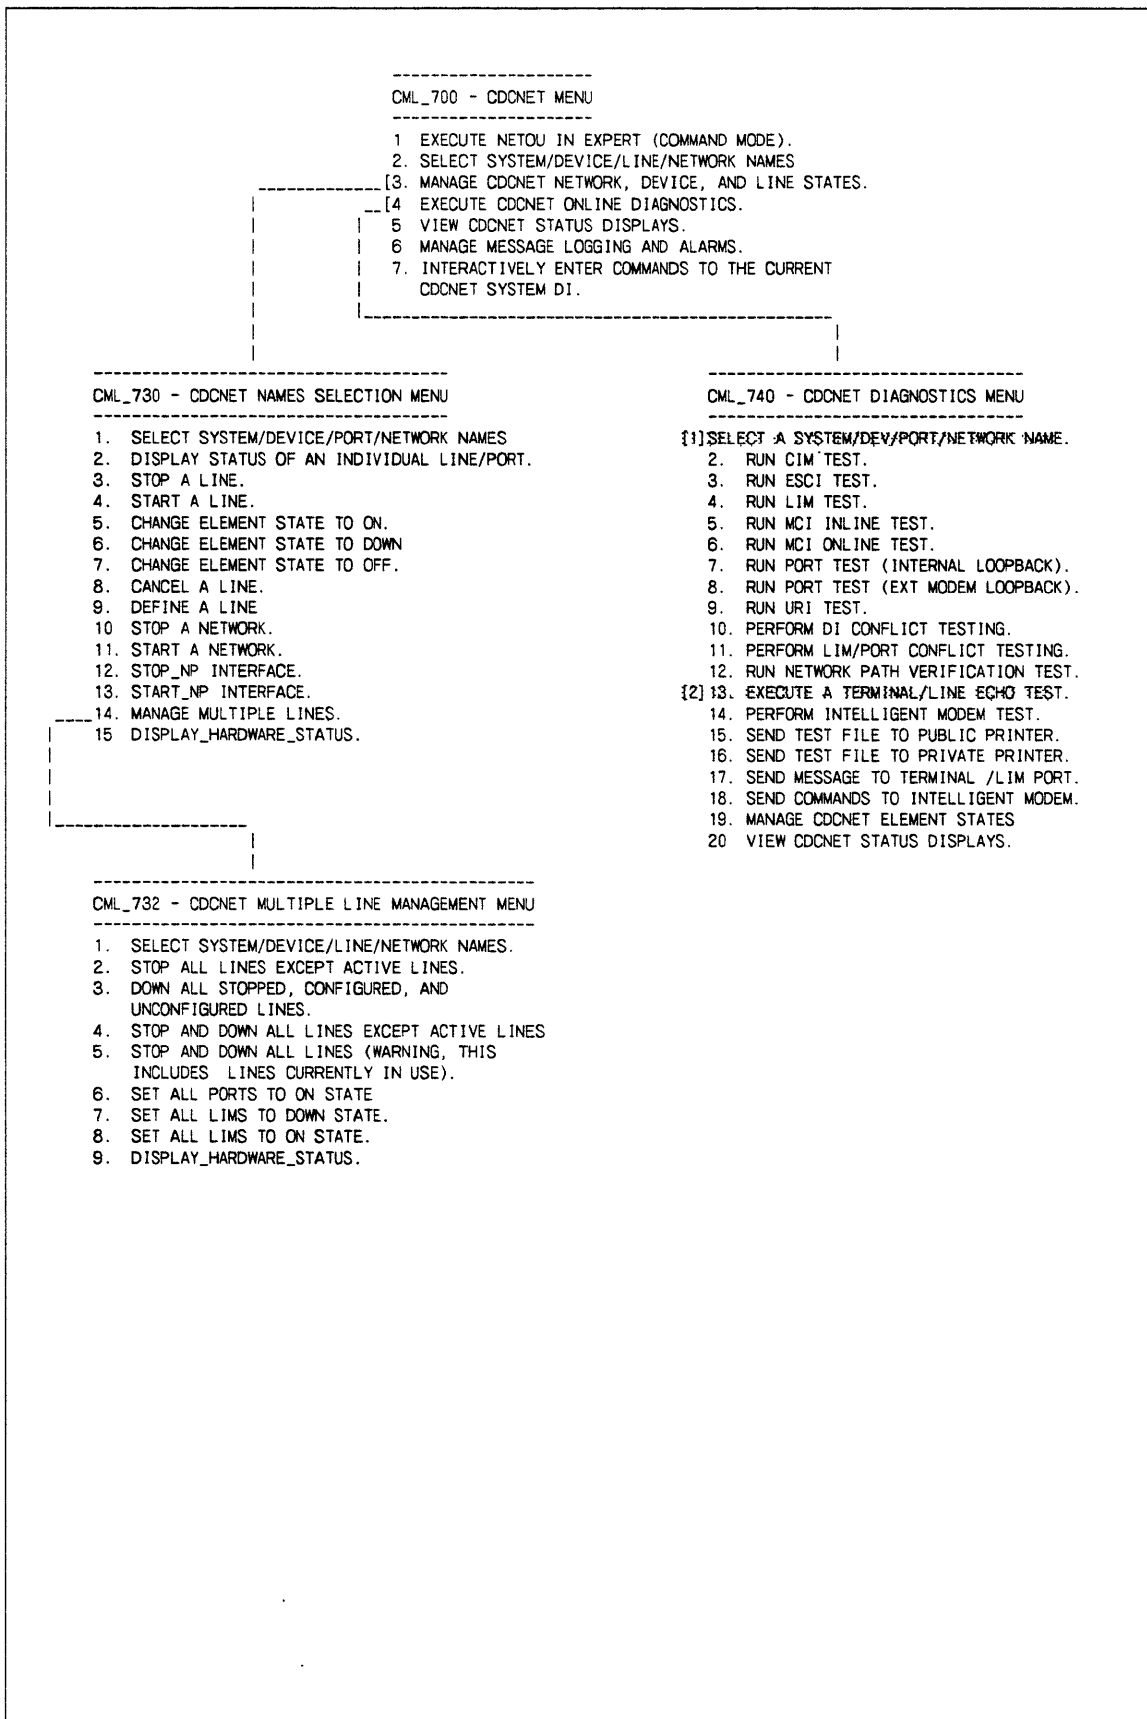 CML_700 - CDCNET MENU
1 EXECUTE NETOU IN EXPERT (COMMAND MODE).
2. SELECT SYSTEM/DEVICE/LINE/NETWORK NAMES
[3. MANAGE CDCNET NETWORK, DEVICE, AND LINE STATES.
[4 EXECUTE CDCNET ONLINE DIAGNOSTICS.
5 VIEW CDCNET STATUS DISPLAYS.
6 MANAGE MESSAGE LOGGING AND ALARMS.
7. INTERACTIVELY ENTER COMMANDS TO THE CURRENT
CDCNET SYSTEM DI.
CML_730 - CDCNET NAMES SELECTION MENU
1. SELECT SYSTEM/DEVICE/PORT/NETWORK NAMES
2. DISPLAY STATUS OF AN INDIVIDUAL LINE/PORT.
3. STOP A LINE.
4. START A LINE.
5. CHANGE ELEMENT STATE TO ON.
6. CHANGE ELEMENT STATE TO DOWN
7. CHANGE ELEMENT STATE TO OFF.
8. CANCEL A LINE.
9. DEFINE A LINE
10 STOP A NETWORK.
11. START A NETWORK.
12. STOP_NP INTERFACE.
13. START_NP INTERFACE.
14. MANAGE MULTIPLE LINES.
15 DISPLAY_HARDWARE_STATUS.
CML_740 - CDCNET DIAGNOSTICS MENU
[1] SELECT A SYSTEM/DEV/PORT/NETWORK NAME.
2. RUN CIM TEST.
3. RUN ESCI TEST.
4. RUN LIM TEST.
5. RUN MCI INLINE TEST.
6. RUN MCI ONLINE TEST.
7. RUN PORT TEST (INTERNAL LOOPBACK).
8. RUN PORT TEST (EXT MODEM LOOPBACK).
9. RUN URI TEST.
10. PERFORM DI CONFLICT TESTING.
11. PERFORM LIM/PORT CONFLICT TESTING.
12. RUN NETWORK PATH VERIFICATION TEST.
[2] 13. EXECUTE A TERMINAL/LINE ECHO TEST.
14. PERFORM INTELLIGENT MODEM TEST.
15. SEND TEST FILE TO PUBLIC PRINTER.
16. SEND TEST FILE TO PRIVATE PRINTER.
17. SEND MESSAGE TO TERMINAL /LIM PORT.
18. SEND COMMANDS TO INTELLIGENT MODEM.
19. MANAGE CDCNET ELEMENT STATES
20 VIEW CDCNET STATUS DISPLAYS.
CML_732 - CDCNET MULTIPLE LINE MANAGEMENT MENU
1. SELECT SYSTEM/DEVICE/LINE/NETWORK NAMES.
2. STOP ALL LINES EXCEPT ACTIVE LINES.
3. DOWN ALL STOPPED, CONFIGURED, AND
UNCONFIGURED LINES.
4. STOP AND DOWN ALL LINES EXCEPT ACTIVE LINES
5. STOP AND DOWN ALL LINES (WARNING, THIS
INCLUDES LINES CURRENTLY IN USE).
6. SET ALL PORTS TO ON STATE
7. SET ALL LIMS TO DOWN STATE.
8. SET ALL LIMS TO ON STATE.
9. DISPLAY_HARDWARE_STATUS.